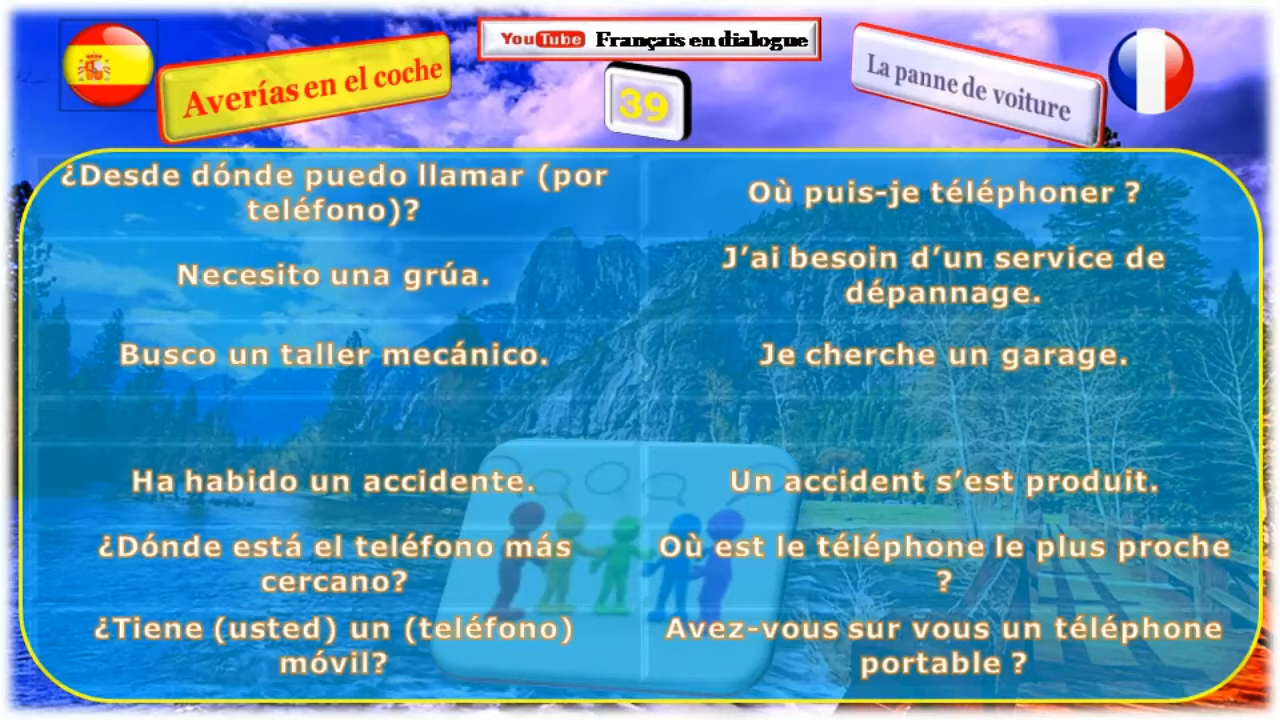 YouTube Français en dialogue
Averías en el coche
39
La panne de voiture
¿Desde dónde puedo llamar (por
teléfono)?
Où puis-je téléphoner ?
Necesito una grúa.
J’ai besoin d’un service de
dépannage.
Busco un taller mecánico.
Je cherche un garage.
Ha habido un accidente.
Un accident s’est produit.
¿Dónde está el teléfono más
cercano?
Où est le téléphone le plus proche
?
¿Tiene (usted) un (teléfono)
móvil?
Avez-vous sur vous un téléphone
portable ?